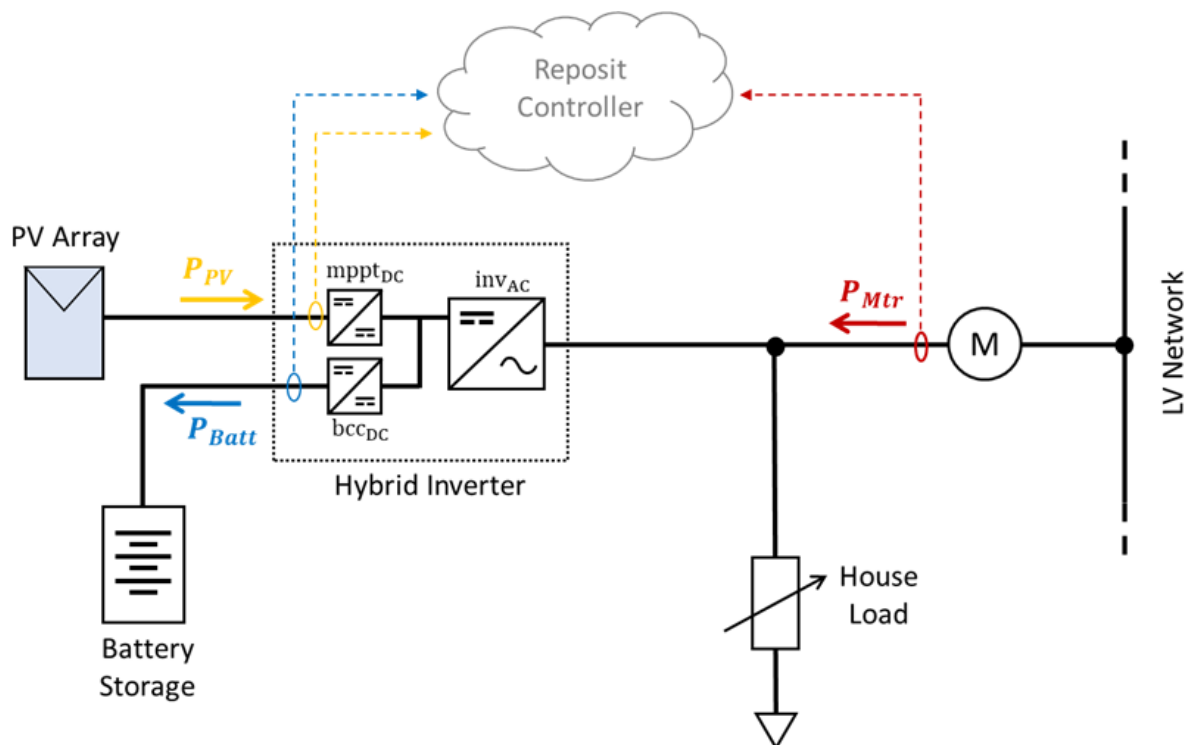 Reposit
Controller
PV Array
P_PV
mppt_DC
inv_AC
P_Mtr
M
LV Network
P_Batt
bcc_DC
Hybrid Inverter
House
Load
Battery
Storage